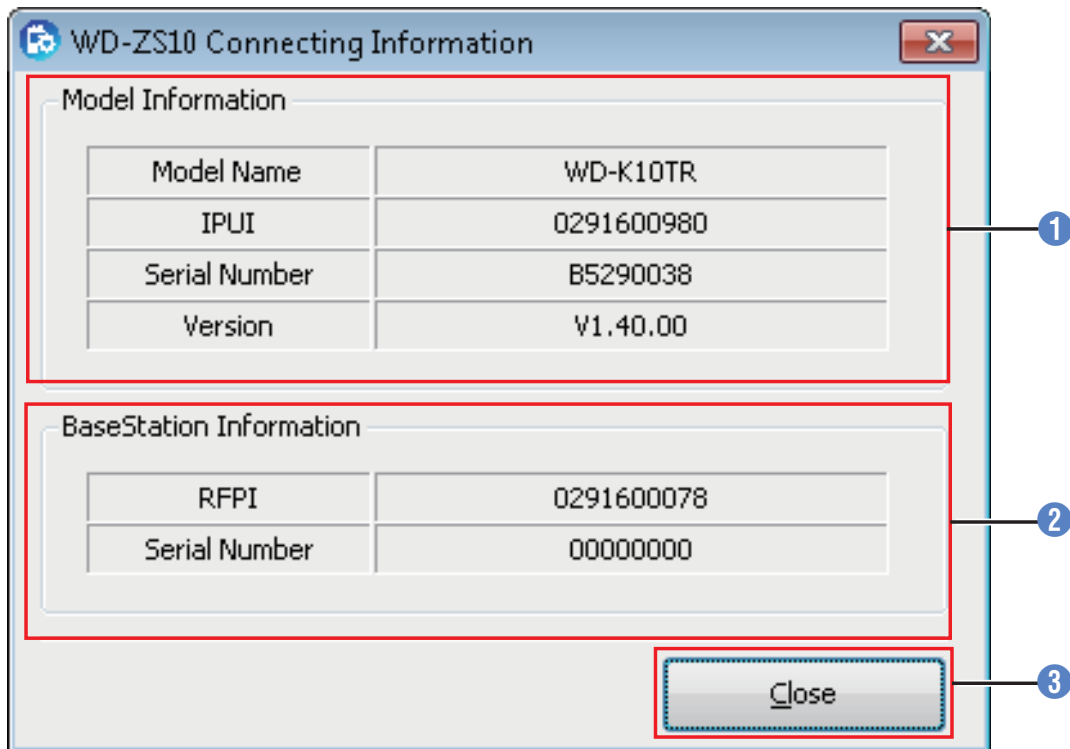 WD-ZS10 Connecting Information
Model Information
Model Name WD-K10TR
IPUI 0291600980
Serial Number B5290038
Version V1.40.00
1
BaseStation Information
RFPI 0291600078
Serial Number 00000000
2
Close
3